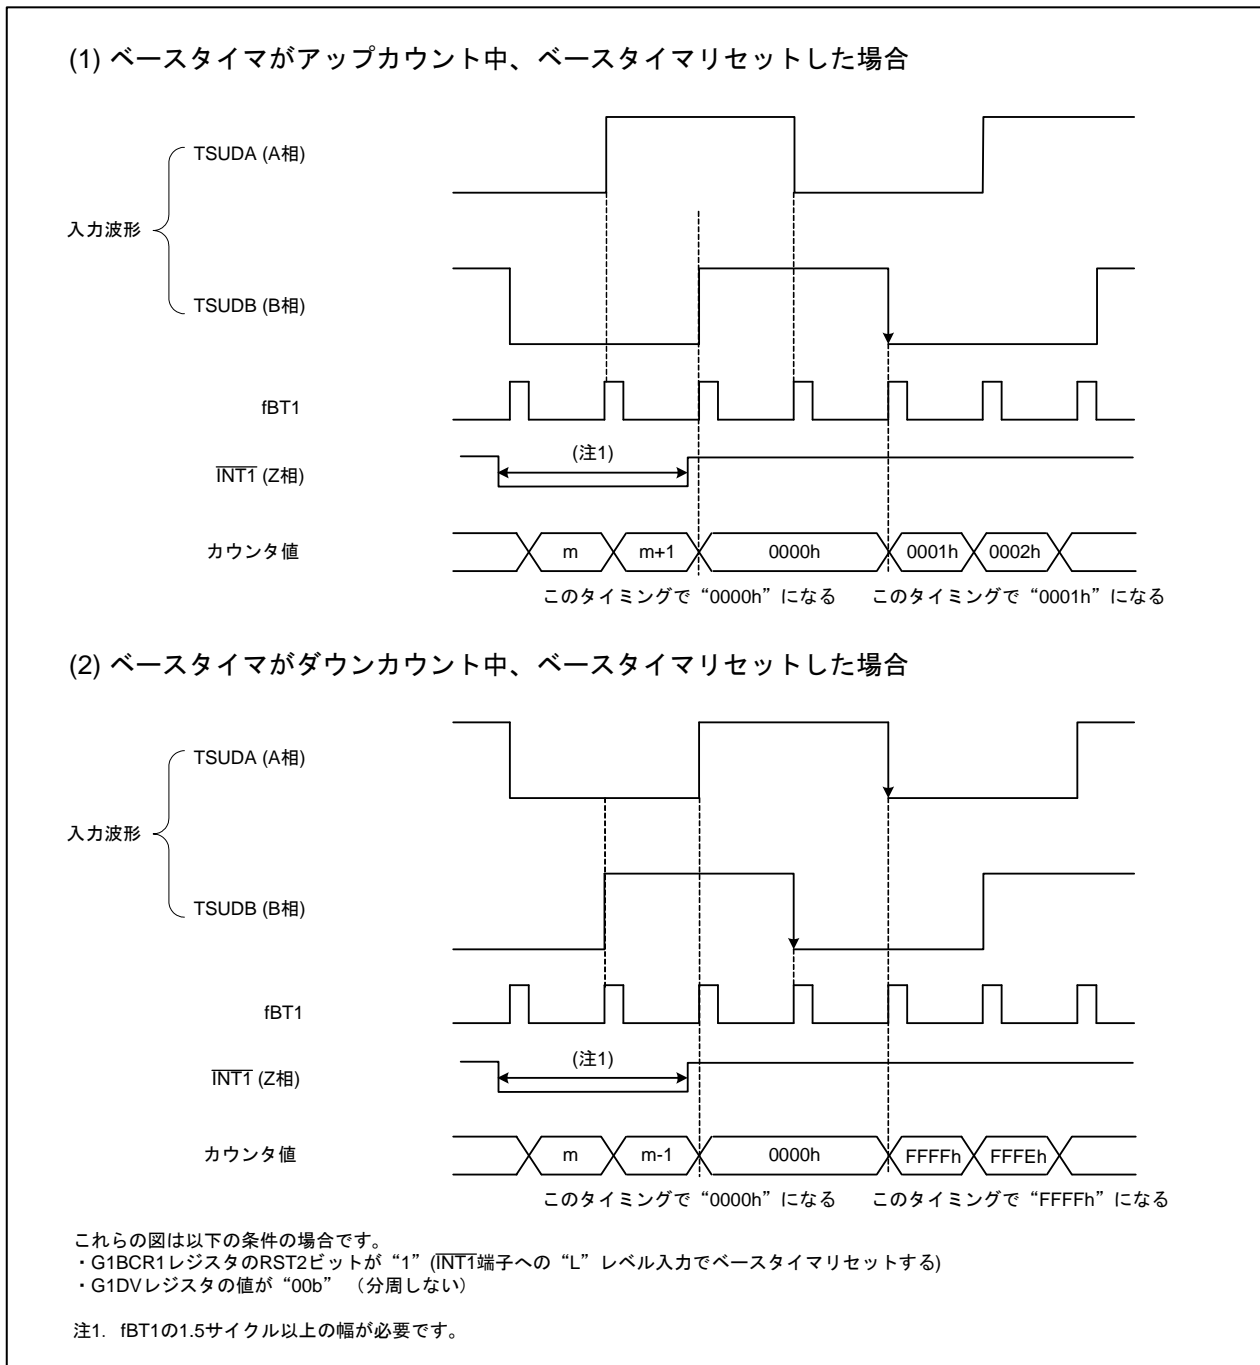 (1) ベースタイマがアップカウント中、ベースタイマリセットした場合
TSUDA (A相)
入力波形
TSUDB (B相)
fBT1
(注1)
INT1 (Z相)
カウンタ値
m
m+1
0000h
0001h
0002h
このタイミングで“0000h”になる
このタイミングで“0001h”になる
(2) ベースタイマがダウンカウント中、ベースタイマリセットした場合
TSUDA (A相)
入力波形
TSUDB (B相)
fBT1
(注1)
INT1 (Z相)
カウンタ値
m
m-1
0000h
FFFFh
FFFEh
このタイミングで“0000h”になる
このタイミングで“FFFFh”になる
これらの図は以下の条件の場合です。
・G1BCR1レジスタのRST2ビットが“1”(INT1端子への“L”レベル入力でベースタイマリセットする)
・G1DVレジスタの値が“00b” (分周しない)
注1. fBT1の1.5サイクル以上の幅が必要です。